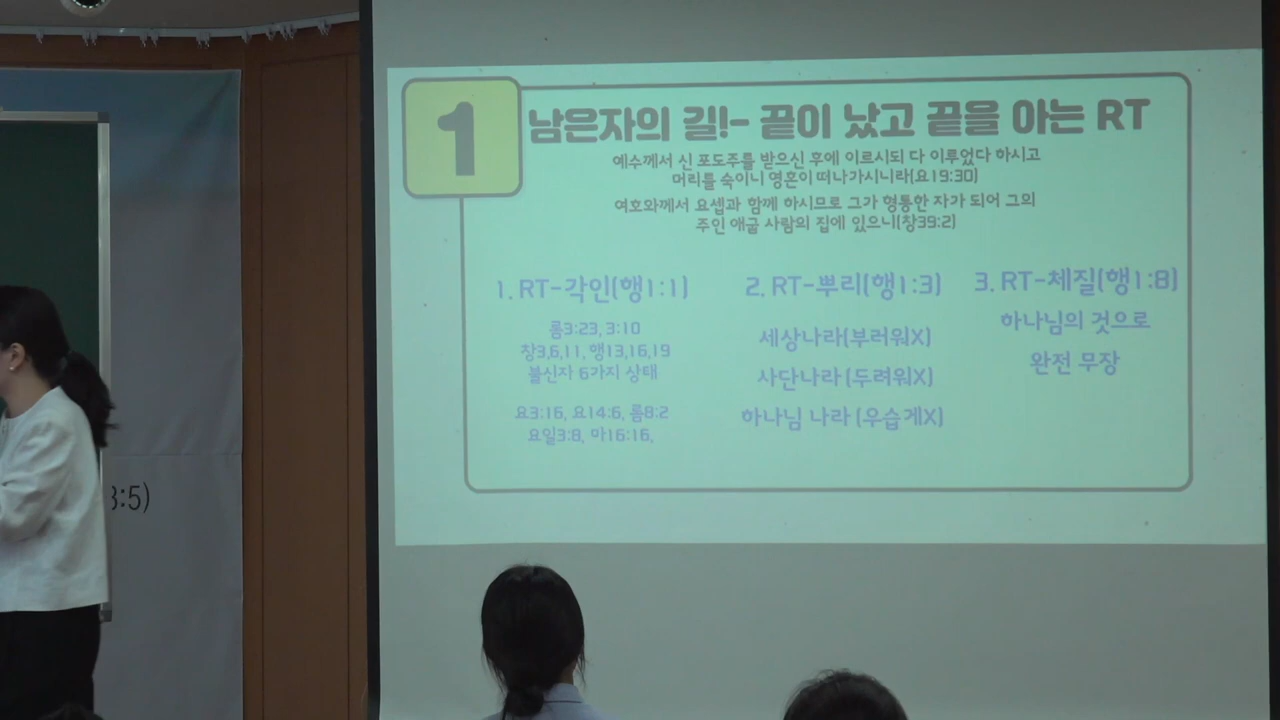 1
남은자의 길!- 끝이 났고 끝을 아는 RT
예수께서 신 포도주를 받으신 후에 이르시되 다 이루었다 하시고
머리를 숙이니 영혼이 떠나가시니라(요19:30)
여호와께서 요셉과 함께 하시므로 그가 형통한 자가 되어 그의
주인 애굽 사람의 집에 있으니(창39:2)
1. RT-각인(행1:1)
롬3:23, 3:10
창3,6,11, 행13,16,19
불신자 6가지 상태
요3:16, 요14:6, 롬8:2
요일3:8, 마16:16,
2. RT-뿌리(행1:3)
세상나라(부러워X)
사단나라 (두려워X)
하나님 나라 (우습게X)
3. RT-체질(행1:8)
하나님의 것으로
완전 무장
3:5)